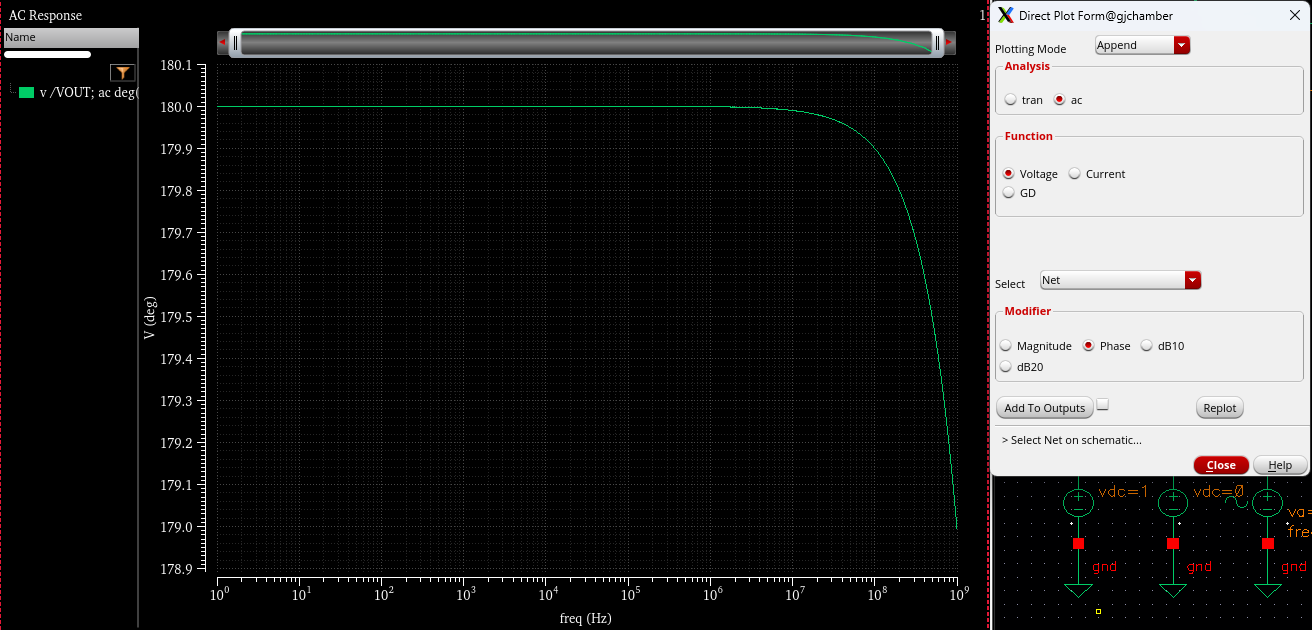 AC Response
Name
v /VOUT; ac deg(
1
180.1
180.0
179.9
179.8
179.7
179.6
179.5
179.4
179.3
179.2
179.1
179.0
178.9
V (deg)
10⁰ 10¹ 10² 10³ 10⁴ 10⁵ 10⁶ 10⁷ 10⁸ 10⁹
freq (Hz)
Direct Plot Form@gjchamber
Plotting Mode Append
Analysis
tran ac
Function
Voltage Current
GD
Select Net
Modifier
Magnitude Phase dB10
dB20
Add To Outputs Replot
> Select Net on schematic...
Close Help
vdc=1 vdc=0
va=
fre
gnd gnd gnd